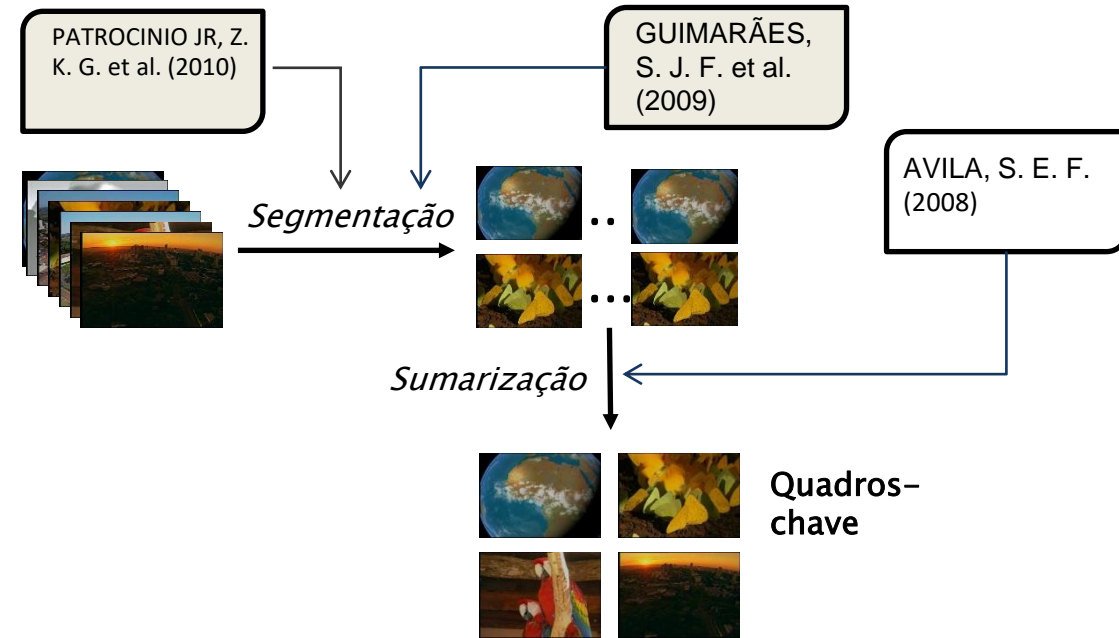 PATROCINIO JR, Z.
K. G. et al. (2010)
GUIMARÃES,
S. J. F. et al.
(2009)
AVILA, S. E. F.
(2008)
Segmentação
..
...
Sumarização
Quadros-
chave